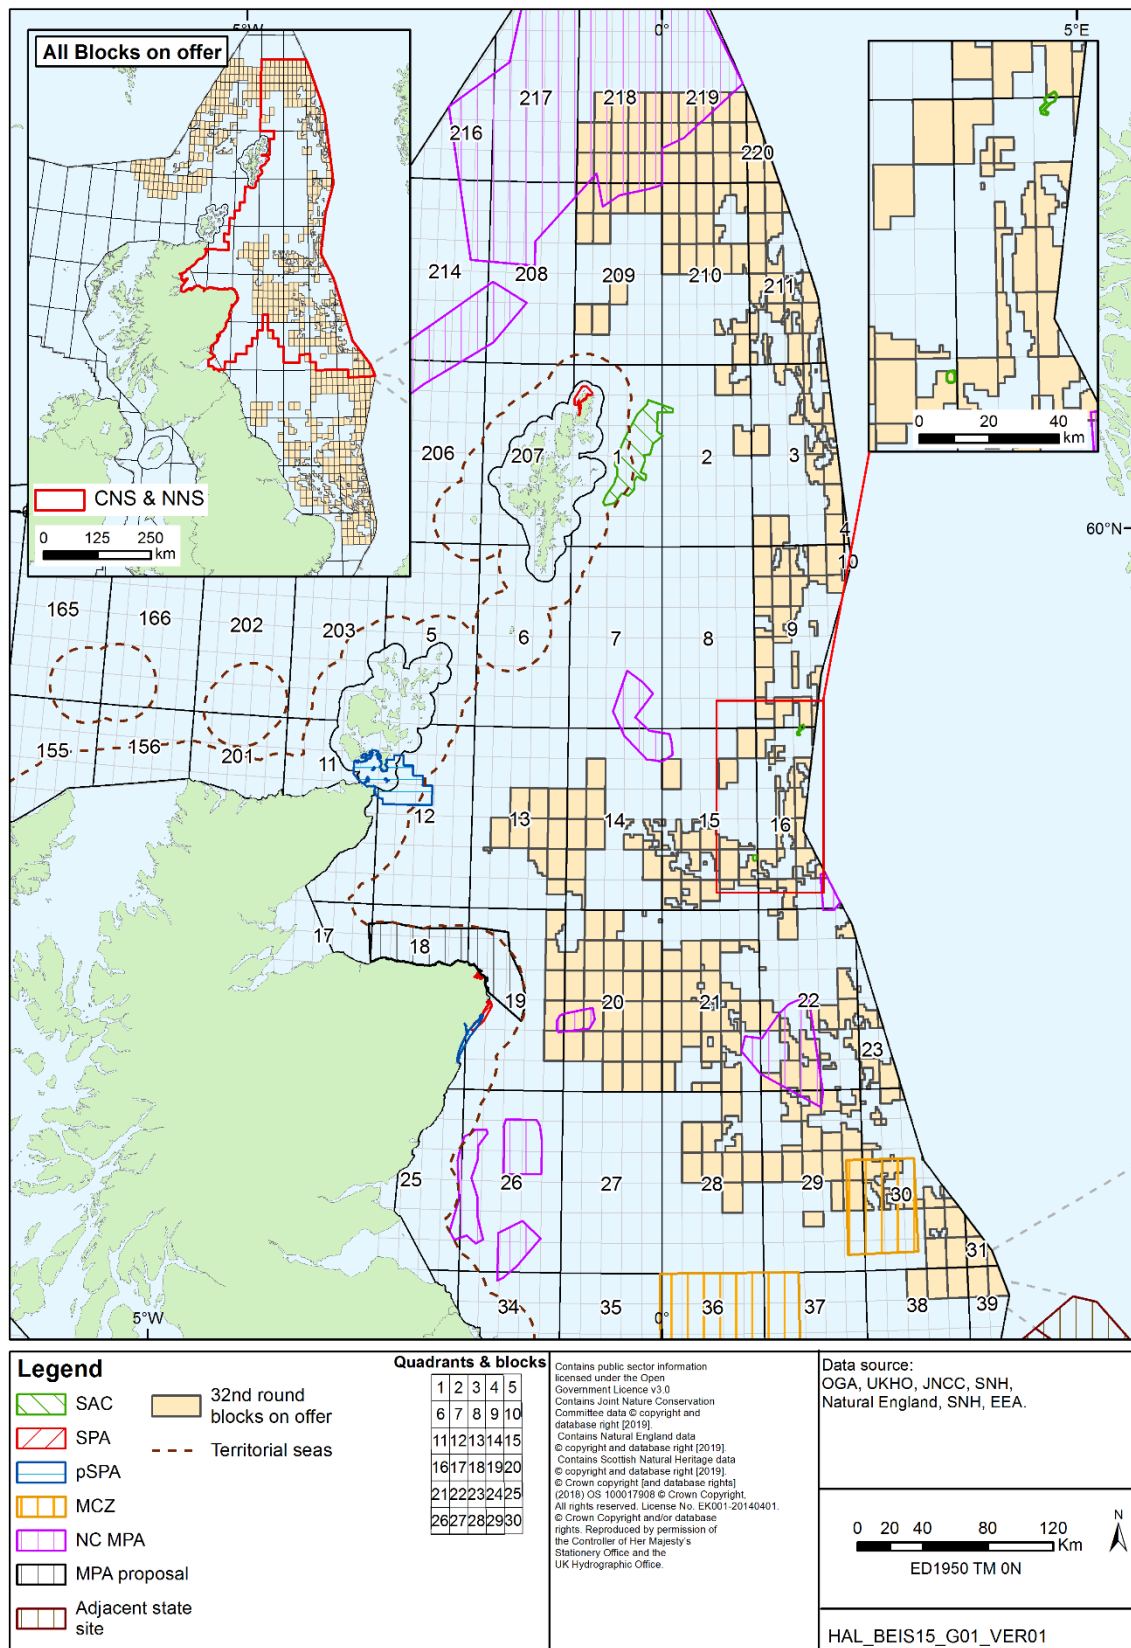 5°W
0°
5°E
All Blocks on offer
CNS & NNS
0 125 250
km
0 20 40
km
217
218
219
216
220
214
208
209
210
211
206
207
1
2
3
60°N
4
10
165
166
202
203
5
6
7
8
9
155
156
201
11
12
13
14
15
16
17
18
19
20
21
22
23
25
26
27
28
29
30
31
34
35
36
37
38
39
5°W
0°
Legend
SAC
SPA
pSPA
MCZ
NC MPA
MPA proposal
Adjacent state
site
32nd round
blocks on offer
Territorial seas
Quadrants & blocks
1 2 3 4 5
6 7 8 9 10
11 12 13 14 15
16 17 18 19 20
21 22 23 24 25
26 27 28 29 30
Contains public sector information
licensed under the Open
Government Licence v3.0
Contains Joint Nature Conservation
Committee data © copyright and
database right [2019].
Contains Natural England data
© copyright and database right [2019].
Contains Scottish Natural Heritage data
© copyright and database right [2019].
© Crown copyright [and database rights]
(2018) OS 100017908 © Crown Copyright,
All rights reserved. License No. EK001-20140401.
© Crown Copyright and/or database
rights. Reproduced by permission of
the Controller of Her Majesty's
Stationery Office and the
UK Hydrographic Office.
Data source:
OGA, UKHO, JNCC, SNH,
Natural England, SNH, EEA.
N
0 20 40 80 120
Km
ED1950 TM 0N
HAL_BEIS15_G01_VER01